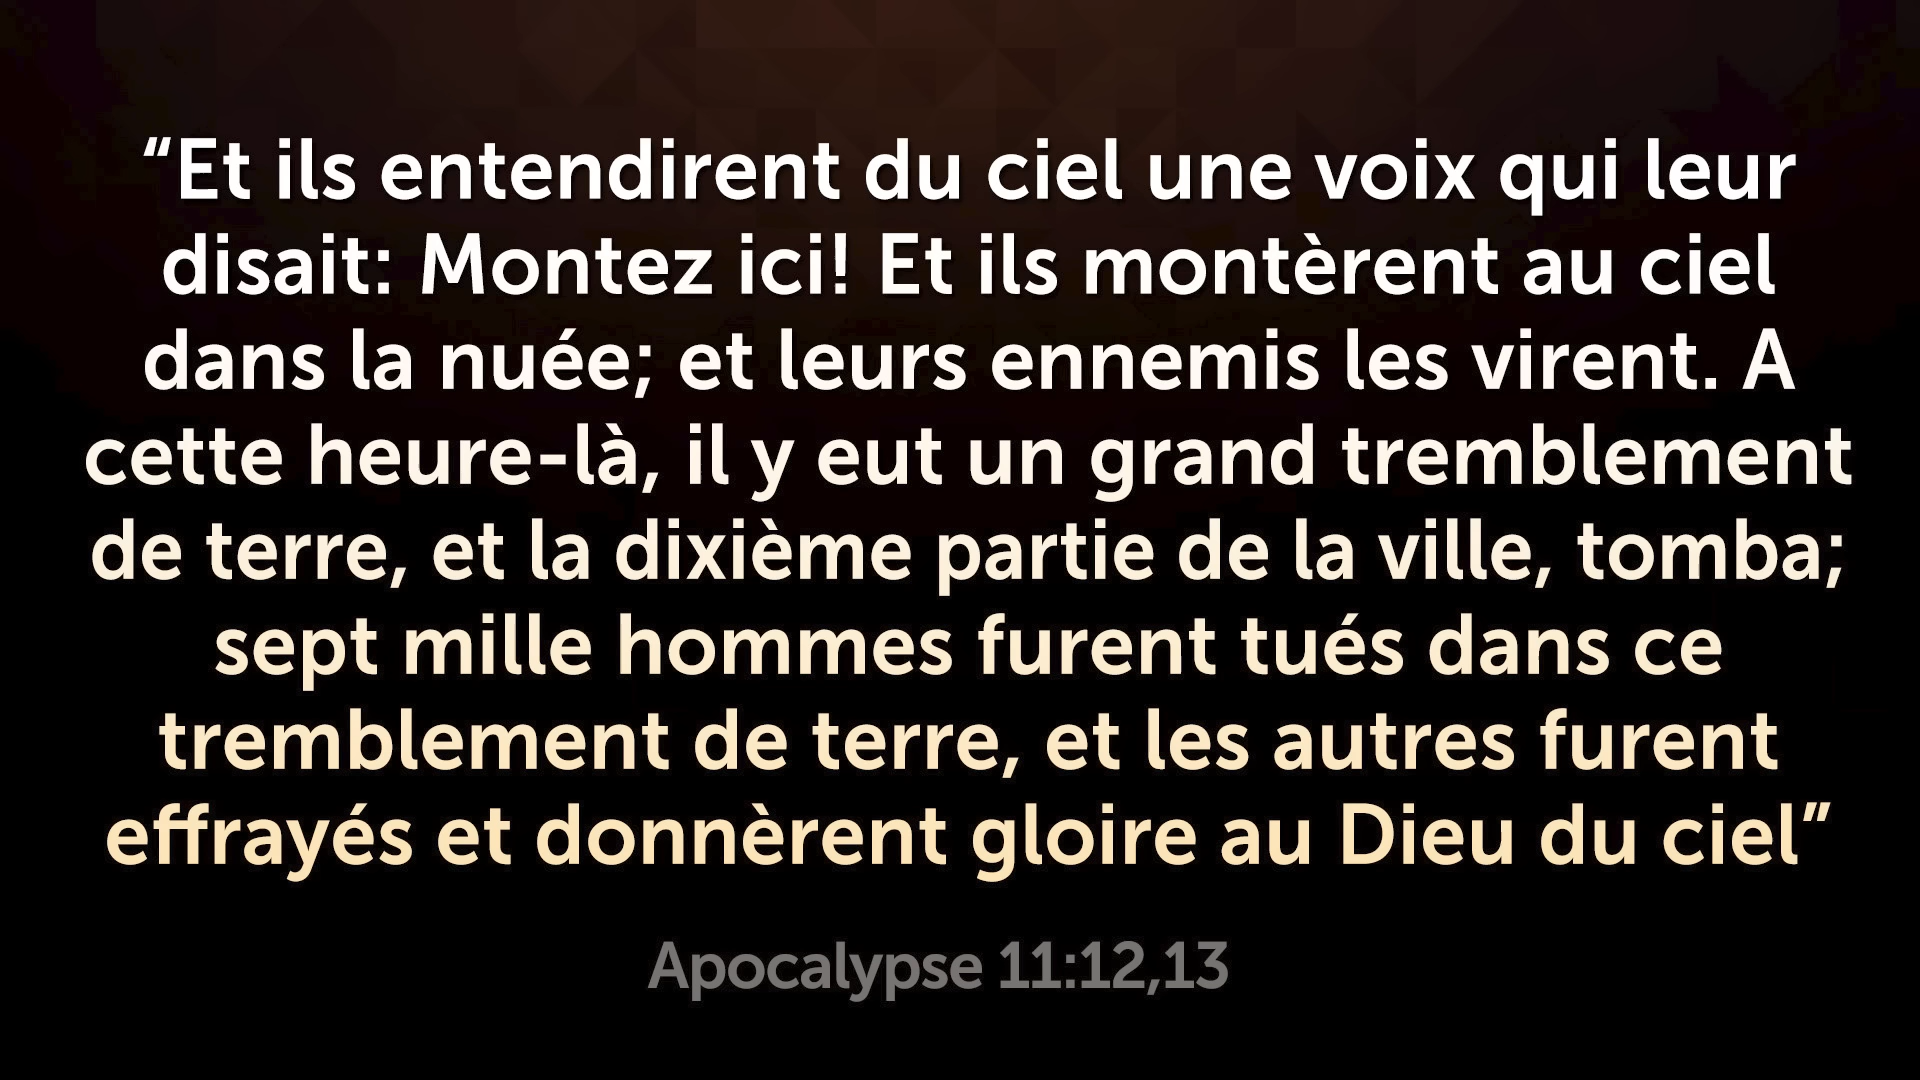 “Et ils entendirent du ciel une voix qui leur
disait: Montez ici! Et ils montèrent au ciel
dans la nuée; et leurs ennemis les virent. A
cette heure-là, il y eut un grand tremblement
de terre, et la dixième partie de la ville, tomba;
sept mille hommes furent tués dans ce
tremblement de terre, et les autres furent
effrayés et donnèrent gloire au Dieu du ciel”
Apocalypse 11:12,13